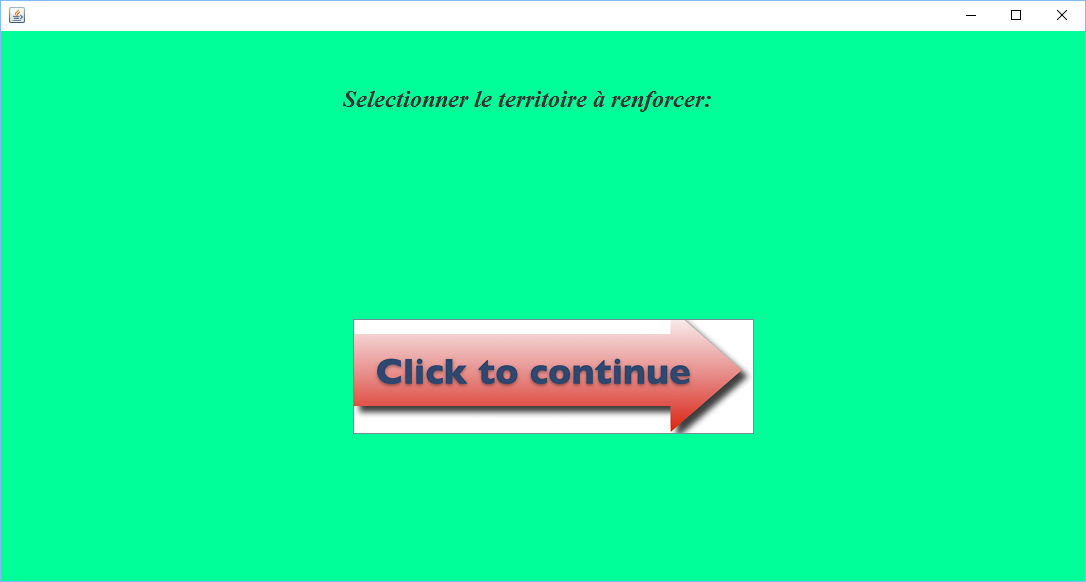 Selectionner le territoire à renforcer:
Click to continue